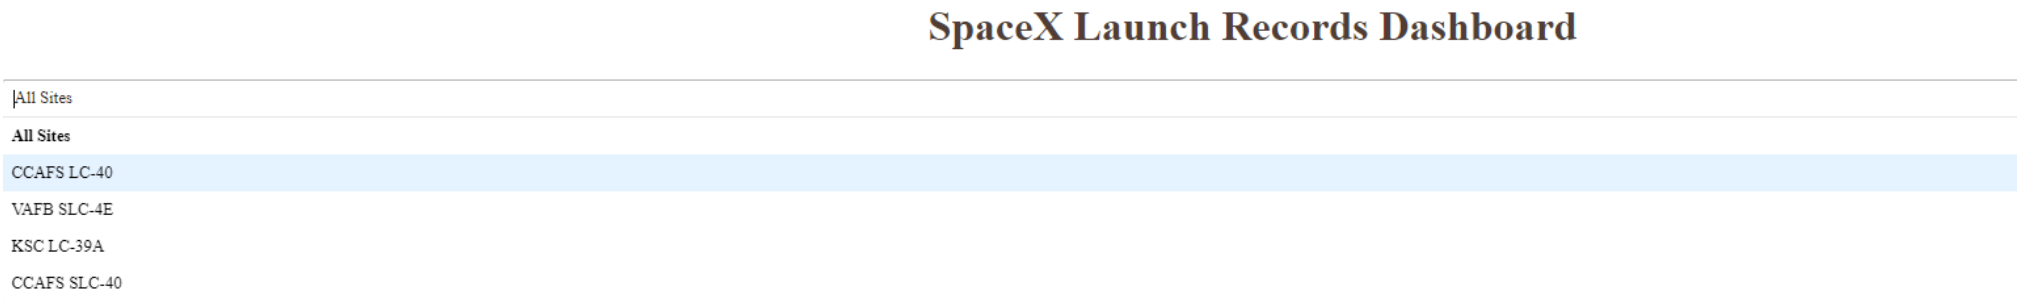 SpaceX Launch Records Dashboard
All Sites
All Sites
CCAFS LC-40
VAFB SLC-4E
KSC LC-39A
CCAFS SLC-40